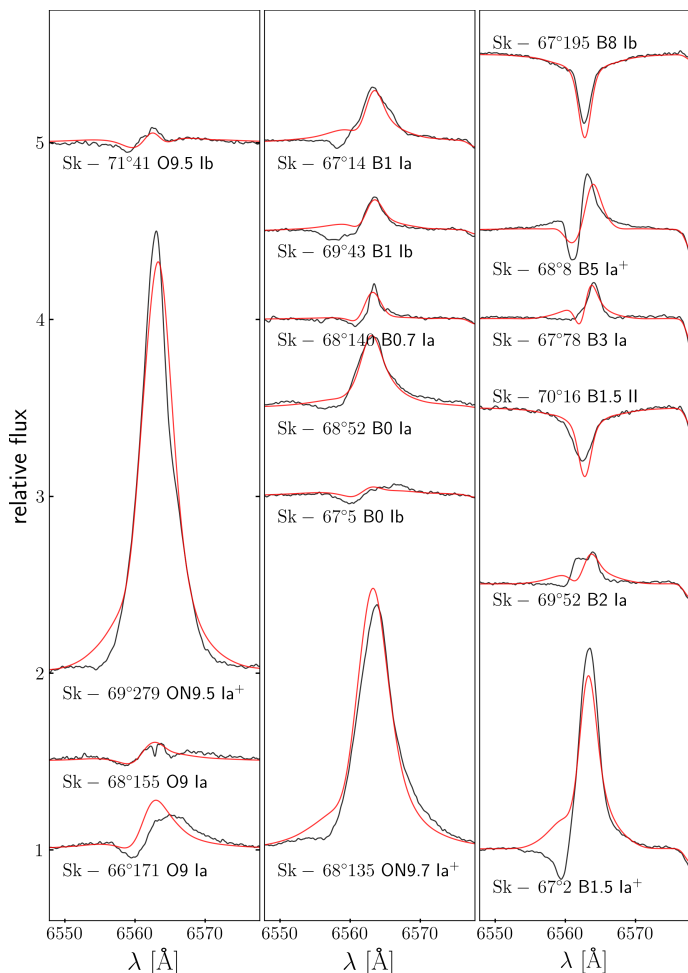 relative flux
5
4
3
2
1
Sk − 71°41 O9.5 Ib
Sk − 69°279 ON9.5 Ia⁺
Sk − 68°155 O9 Ia
Sk − 66°171 O9 Ia
6550 6560 6570
λ [Å]
Sk − 67°14 B1 Ia
Sk − 69°43 B1 Ib
Sk − 68°140 B0.7 Ia
Sk − 68°52 B0 Ia
Sk − 67°5 B0 Ib
Sk − 68°135 ON9.7 Ia⁺
6550 6560 6570
λ [Å]
Sk − 67°195 B8 Ib
Sk − 68°8 B5 Ia⁺
Sk − 67°78 B3 Ia
Sk − 70°16 B1.5 II
Sk − 69°52 B2 Ia
Sk − 67°2 B1.5 Ia⁺
6550 6560 6570
λ [Å]